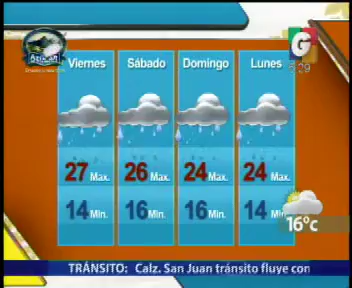 Viernes Sábado Domingo Lunes
G
27 Max. 26 Max. 24 Max. 24 Max.
14 Min. 16 Min. 16 Min. 14 Min.
16°c
TRÁNSITO: Calz. San Juan tránsito fluye con